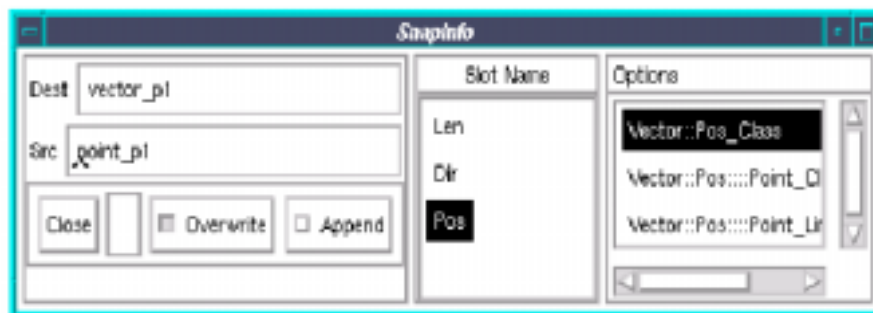 SnapInfo
Dest vector_p1
Src point_p1
Close Overwrite Append
Slot Name
Len
Dir
Pos
Options
Vector::Pos_Class
Vector::Pos::::Point_Cl
Vector::Pos::::Point_Lin